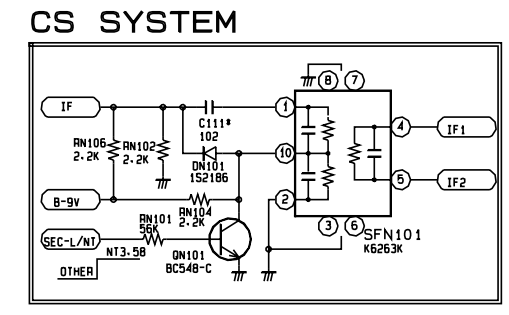 CS SYSTEM
8 7
IF
C111*
102
1
RN106
2.2K
RN102
2.2K
DN101
1S2186
10
4
IF1
5
IF2
B-9V
RN104
2.2K
2
RN101
56K
SEC-L/NT
NT3.58
OTHER
QN101
BC548-C
3 6
SFN101
K6263K